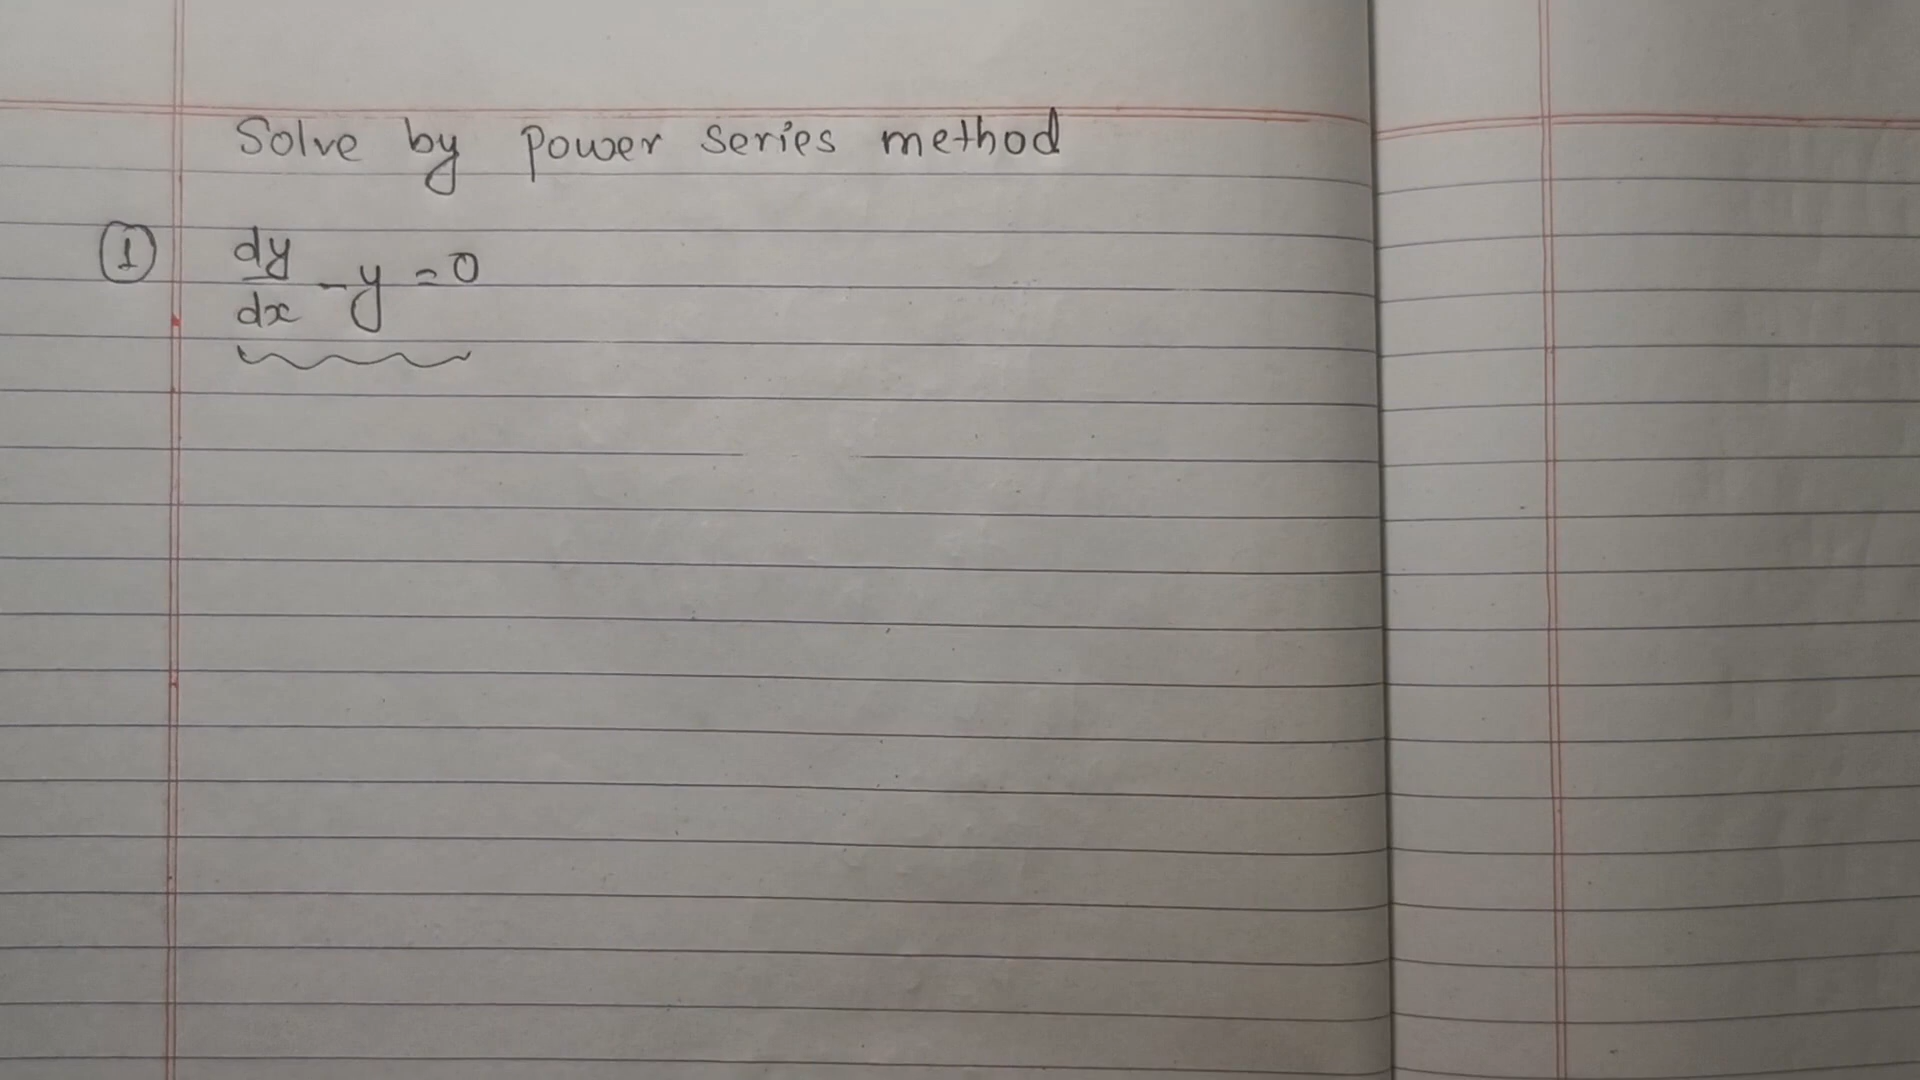 Solve by power series method
① dy/dx - y = 0